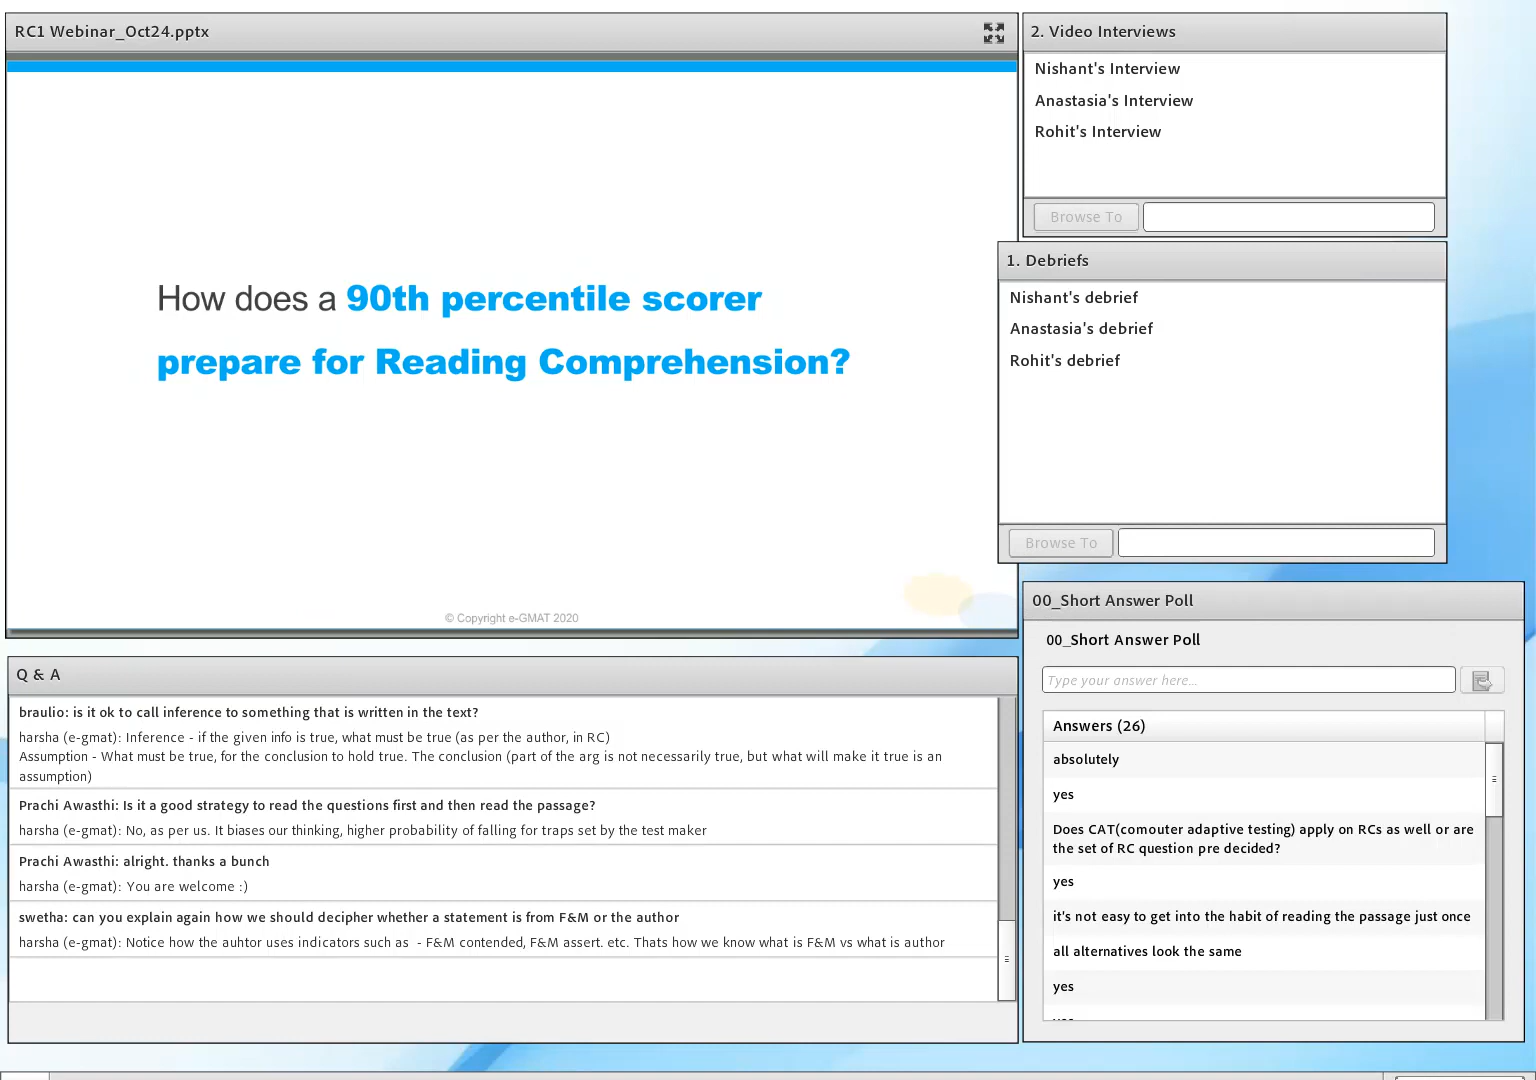 RC1 Webinar_Oct24.pptx
How does a 90th percentile scorer
prepare for Reading Comprehension?
© Copyright e-GMAT 2020
2. Video Interviews
Nishant's Interview
Anastasia's Interview
Rohit's Interview
Browse To
1. Debriefs
Nishant's debrief
Anastasia's debrief
Rohit's debrief
Browse To
Q & A
braulio: is it ok to call inference to something that is written in the text?
harsha (e-gmat): Inference - if the given info is true, what must be true (as per the author, in RC)
Assumption - What must be true, for the conclusion to hold true. The conclusion (part of the arg is not necessarily true, but what will make it true is an
assumption)
Prachi Awasthi: Is it a good strategy to read the questions first and then read the passage?
harsha (e-gmat): No, as per us. It biases our thinking, higher probability of falling for traps set by the test maker
Prachi Awasthi: alright. thanks a bunch
harsha (e-gmat): You are welcome :)
swetha: can you explain again how we should decipher whether a statement is from F&M or the author
harsha (e-gmat): Notice how the auhtor uses indicators such as - F&M contended, F&M assert. etc. Thats how we know what is F&M vs what is author
00_Short Answer Poll
00_Short Answer Poll
Type your answer here...
Answers (26)
absolutely
yes
Does CAT(comouter adaptive testing) apply on RCs as well or are
the set of RC question pre decided?
yes
it's not easy to get into the habit of reading the passage just once
all alternatives look the same
yes